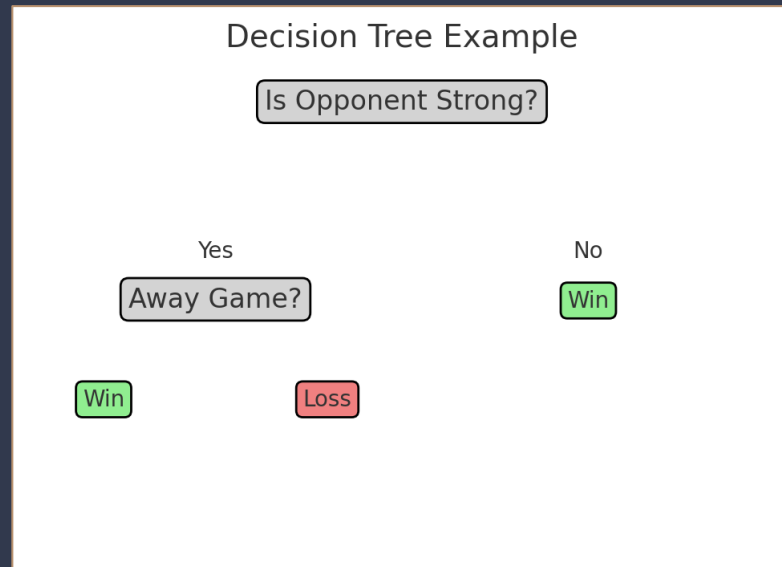 Decision Tree Example
Is Opponent Strong?
Yes
No
Away Game?
Win
Win
Loss